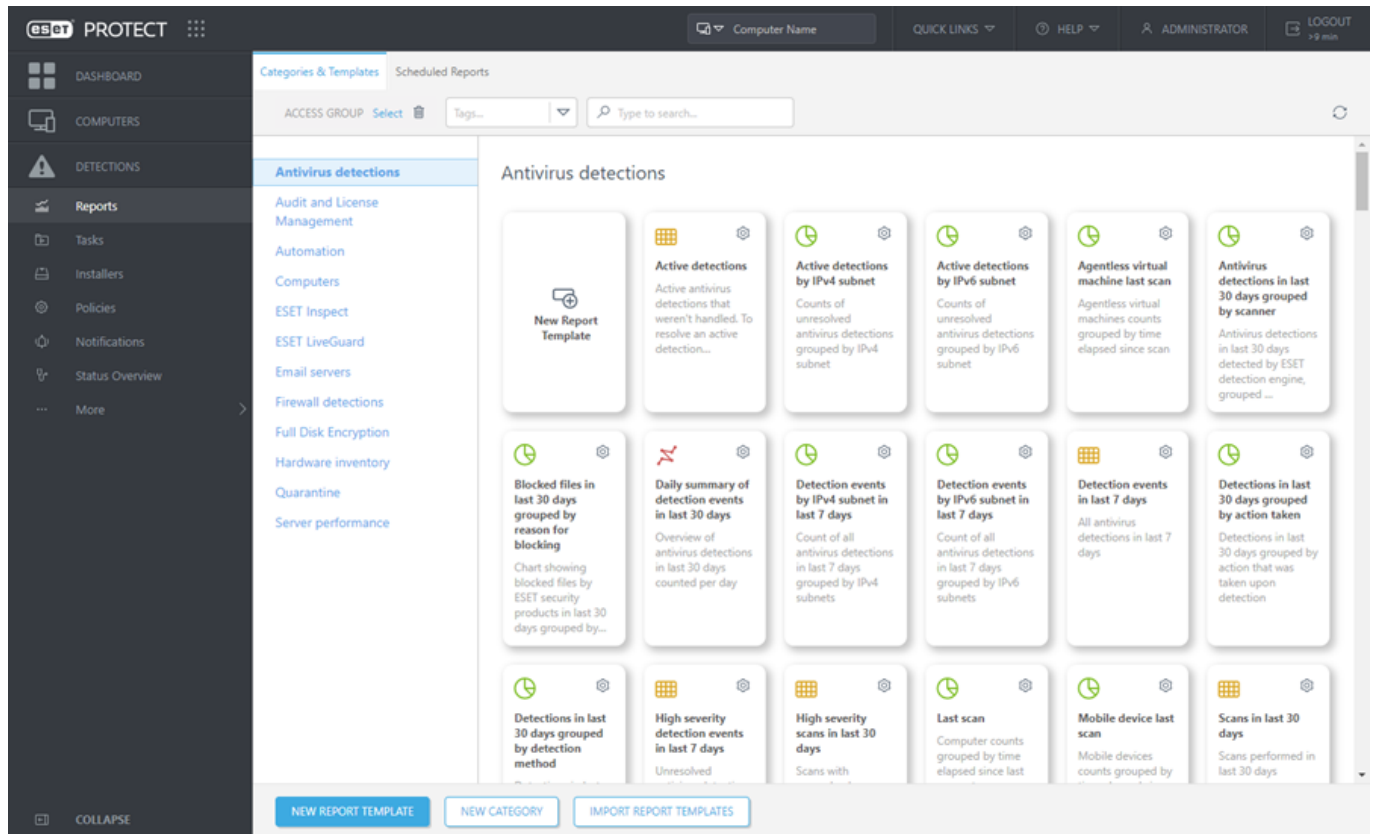 eset PROTECT
Computer Name
QUICK LINKS
HELP
ADMINISTRATOR
LOGOUT
>9 min
DASHBOARD
COMPUTERS
DETECTIONS
Reports
Tasks
Installers
Policies
Notifications
Status Overview
More
COLLAPSE
Categories & Templates
Scheduled Reports
ACCESS GROUP Select
Tags...
Type to search...
Antivirus detections
Audit and License
Management
Automation
Computers
ESET Inspect
ESET LiveGuard
Email servers
Firewall detections
Full Disk Encryption
Hardware inventory
Quarantine
Server performance
Antivirus detections
New Report
Template
Active detections
Active antivirus
detections that
weren't handled. To
resolve an active
detection...
Active detections
by IPv4 subnet
Counts of
unresolved
antivirus detections
grouped by IPv4
subnet
Active detections
by IPv6 subnet
Counts of
unresolved
antivirus detections
grouped by IPv6
subnet
Agentless virtual
machine last scan
Agentless virtual
machines counts
grouped by time
elapsed since scan
Antivirus
detections in last
30 days grouped
by scanner
Antivirus detections
in last 30 days
detected by ESET
detection engine,
grouped ...
Blocked files in
last 30 days
grouped by
reason for
blocking
Chart showing
blocked files by
ESET security
products in last 30
days grouped by...
Daily summary of
detection events
in last 30 days
Overview of
antivirus detections
in last 30 days
counted per day
Detection events
by IPv4 subnet in
last 7 days
Count of all
antivirus detections
in last 7 days
grouped by IPv4
subnets
Detection events
by IPv6 subnet in
last 7 days
Count of all
antivirus detections
in last 7 days
grouped by IPv6
subnets
Detection events
in last 7 days
All antivirus
detections in last 7
days
Detections in last
30 days grouped
by action taken
Detections in last
30 days grouped by
action that was
taken upon
detection
Detections in last
30 days grouped
by detection
method
High severity
detection events
in last 7 days
Unresolved
High severity
scans in last 30
days
Scans with
Last scan
Computer counts
grouped by time
elapsed since last
Mobile device last
scan
Mobile devices
counts grouped by
Scans in last 30
days
Scans performed in
last 30 days
NEW REPORT TEMPLATE
NEW CATEGORY
IMPORT REPORT TEMPLATES